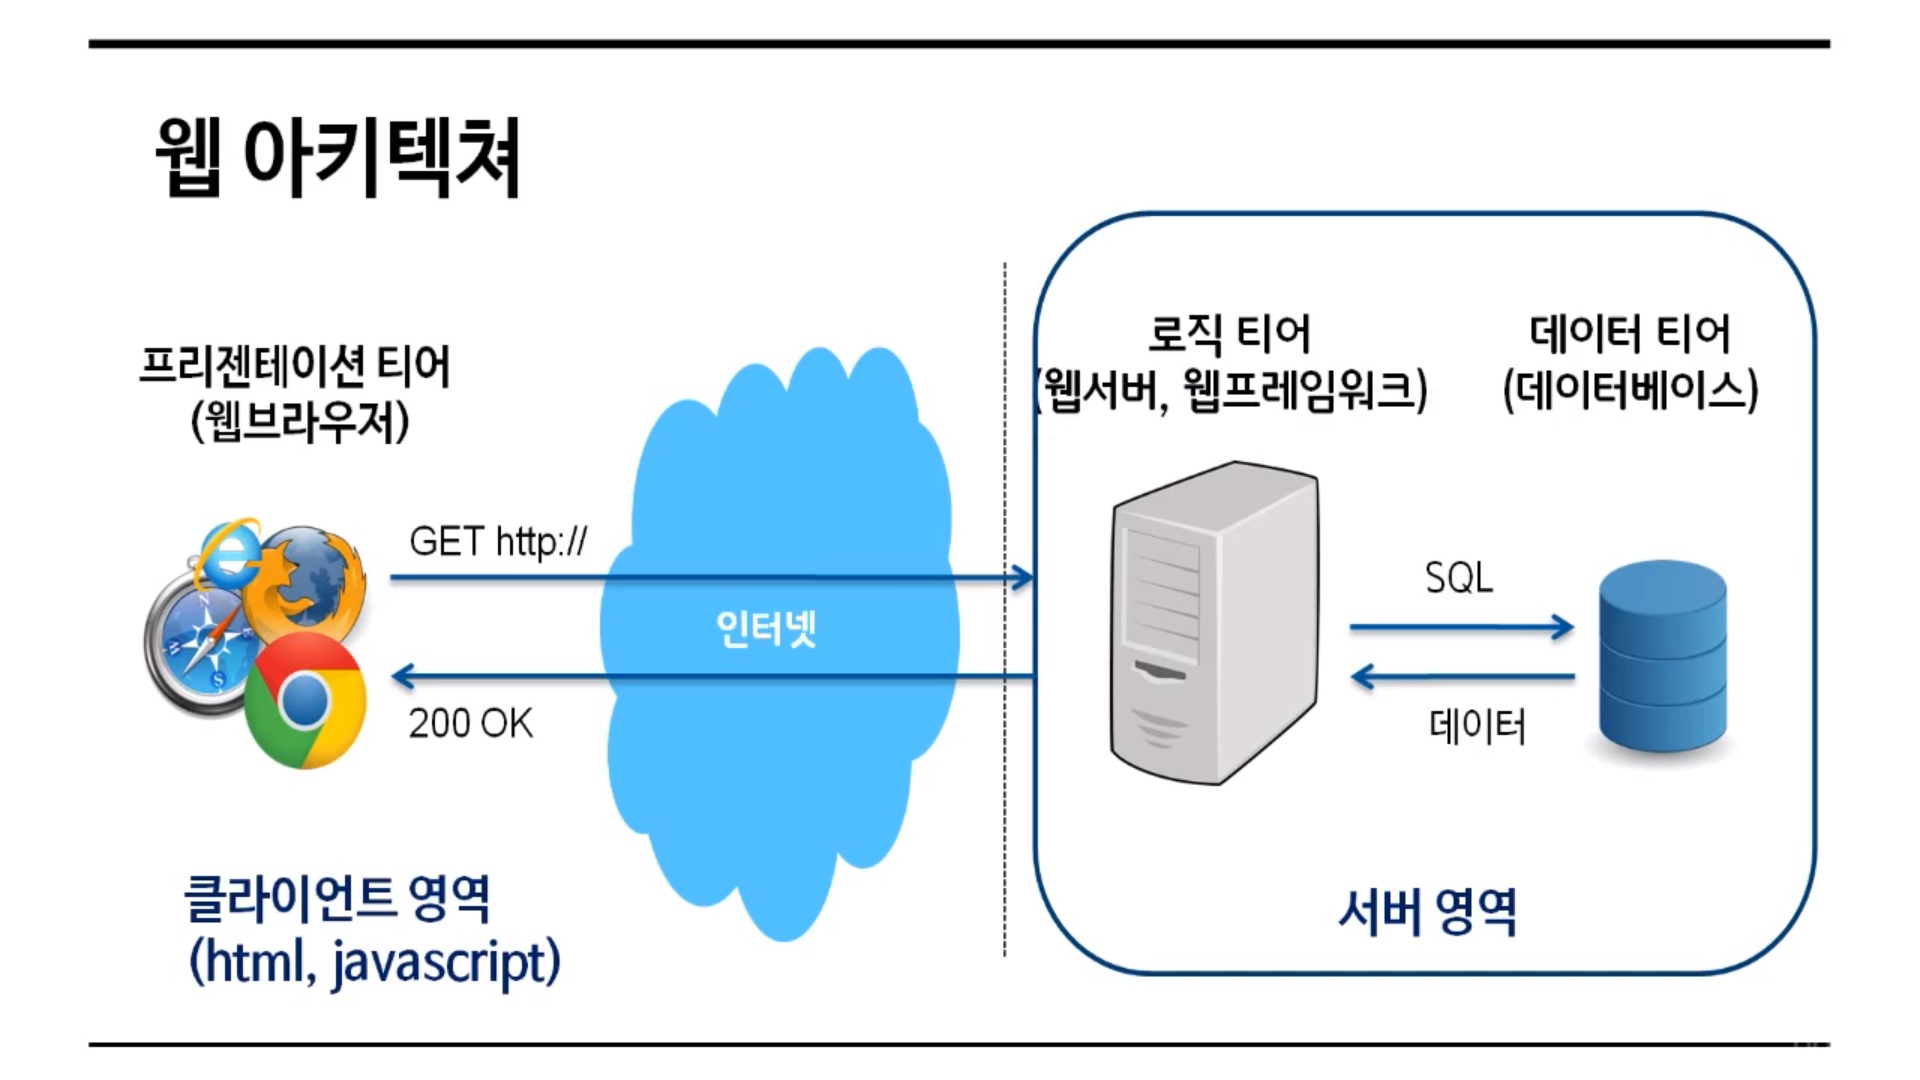 웹 아키텍쳐
프리젠테이션 티어
(웹브라우저)
로직 티어
(웹서버, 웹프레임워크)
데이터 티어
(데이터베이스)
GET http://
인터넷
200 OK
SQL
데이터
클라이언트 영역
(html, javascript)
서버 영역